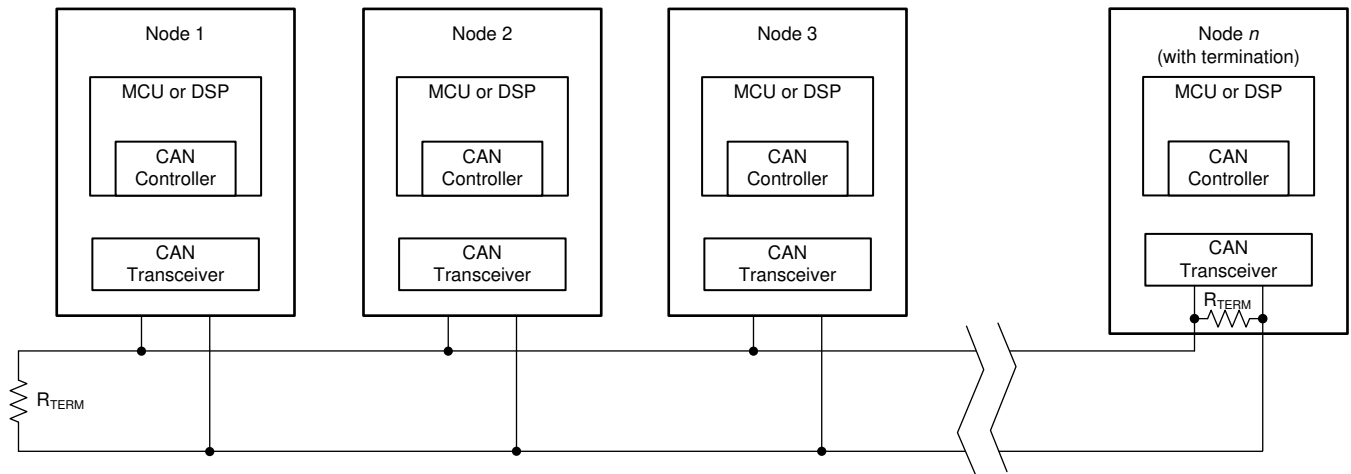 Node 1
MCU or DSP
CAN
Controller
CAN
Transceiver
Node 2
MCU or DSP
CAN
Controller
CAN
Transceiver
Node 3
MCU or DSP
CAN
Controller
CAN
Transceiver
Node n
(with termination)
MCU or DSP
CAN
Controller
CAN
Transceiver
RTERM
RTERM